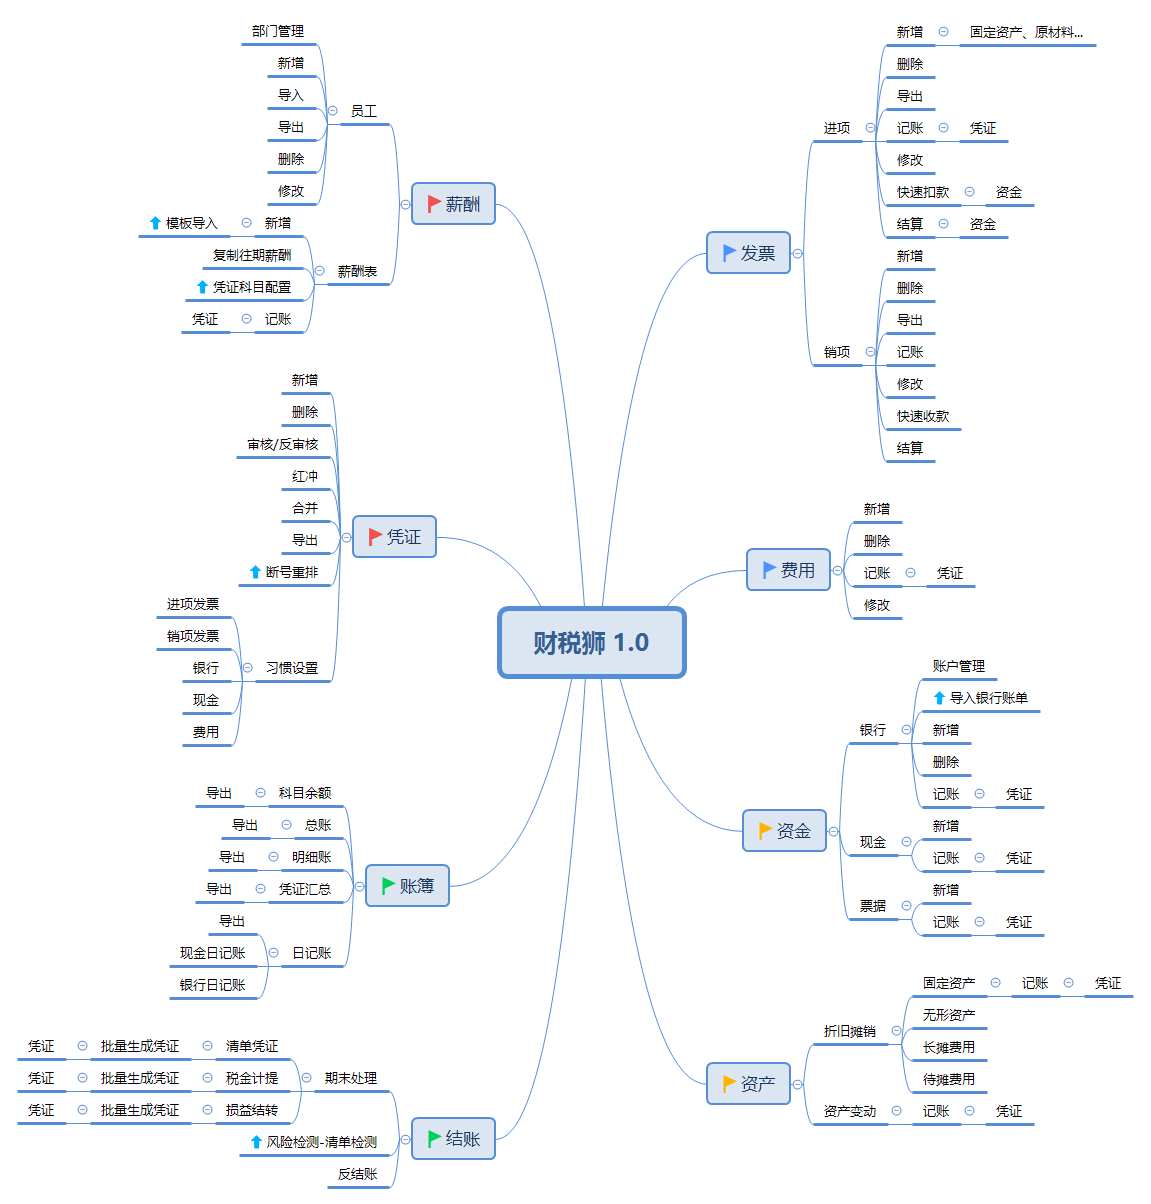 财税狮 1.0
发票
进项
新增
固定资产、原材料...
删除
导出
记账
凭证
修改
快速扣款
资金
结算
资金
销项
新增
删除
导出
记账
修改
快速收款
结算
费用
新增
删除
记账
凭证
修改
资金
银行
账户管理
导入银行账单
新增
删除
记账
凭证
现金
新增
记账
凭证
票据
新增
记账
凭证
资产
折旧摊销
固定资产
记账
凭证
无形资产
长摊费用
待摊费用
资产变动
记账
凭证
薪酬
员工
部门管理
新增
导入
导出
删除
修改
薪酬表
新增
模板导入
复制往期薪酬
凭证科目配置
记账
凭证
凭证
新增
删除
审核/反审核
红冲
合并
导出
断号重排
习惯设置
进项发票
销项发票
银行
现金
费用
账簿
科目余额
导出
总账
导出
明细账
导出
凭证汇总
导出
日记账
导出
现金日记账
银行日记账
结账
期末处理
清单凭证
批量生成凭证
凭证
税金计提
批量生成凭证
凭证
损益结转
批量生成凭证
凭证
风险检测-清单检测
反结账